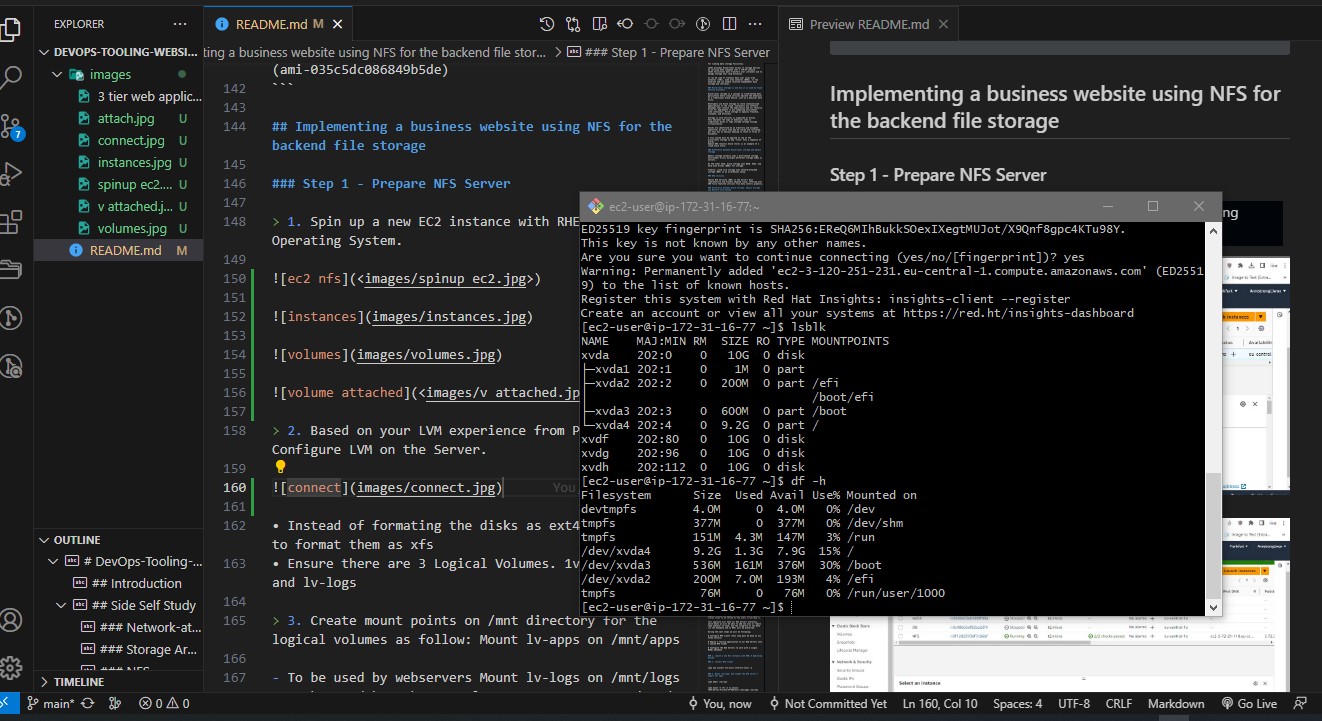 EXPLORER
DEVOPS-TOOLING-WEBSI...
images
3 tier web applic...
attach.jpg U
connect.jpg U
instances.jpg U
spinup ec2.... U
v attached.j... U
volumes.jpg U
README.md M
7
OUTLINE
# DevOps-Tooling-...
## Introduction
## Side Self Study
### Network-at...
### Storage Ar...
### NFS
TIMELINE
README.md M
ting a business website using NFS for the backend file stor... > ### Step 1 - Prepare NFS Server
(ami-035c5dc086849b5de)
142 ```
143
144 ## Implementing a business website using NFS for the
backend file storage
145
146 ### Step 1 - Prepare NFS Server
147
148 > 1. Spin up a new EC2 instance with RHE
Operating System.
149
150 ![ec2 nfs](<images/spinup ec2.jpg>)
151
152 ![instances](images/instances.jpg)
153
154 ![volumes](images/volumes.jpg)
155
156 ![volume attached](<images/v attached.jp
157
158 > 2. Based on your LVM experience from P
Configure LVM on the Server.
159
160 ![connect](images/connect.jpg) You
161
162 • Instead of formating the disks as ext4
to format them as xfs
163 • Ensure there are 3 Logical Volumes. lv
and lv-logs
164
165 > 3. Create mount points on /mnt directory for the
logical volumes as follow: Mount lv-apps on /mnt/apps
166
167 - To be used by webservers Mount lv-logs on /mnt/logs
Preview README.md
Implementing a business website using NFS for
the backend file storage
Step 1 - Prepare NFS Server
ng
ec2-user@ip-172-31-16-77:~
ED25519 key fingerprint is SHA256:EReQ6MIhBukkSOexIXegtMUJot/X9Qnf8gpc4KTu98Y.
This key is not known by any other names.
Are you sure you want to continue connecting (yes/no/[fingerprint])? yes
Warning: Permanently added 'ec2-3-120-251-231.eu-central-1.compute.amazonaws.com' (ED2551
9) to the list of known hosts.
Register this system with Red Hat Insights: insights-client --register
Create an account or view all your systems at https://red.ht/insights-dashboard
[ec2-user@ip-172-31-16-77 ~]$ lsblk
NAME MAJ:MIN RM SIZE RO TYPE MOUNTPOINTS
xvda 202:0 0 10G 0 disk
├─xvda1 202:1 0 1M 0 part
├─xvda2 202:2 0 200M 0 part /efi
/boot/efi
├─xvda3 202:3 0 600M 0 part /boot
└─xvda4 202:4 0 9.2G 0 part /
xvdf 202:80 0 10G 0 disk
xvdg 202:96 0 10G 0 disk
xvdh 202:112 0 10G 0 disk
[ec2-user@ip-172-31-16-77 ~]$ df -h
Filesystem Size Used Avail Use% Mounted on
devtmpfs 4.0M 0 4.0M 0% /dev
tmpfs 377M 0 377M 0% /dev/shm
tmpfs 151M 4.3M 147M 3% /run
/dev/xvda4 9.2G 1.3G 7.9G 15% /
/dev/xvda3 536M 161M 376M 30% /boot
/dev/xvda2 200M 7.0M 193M 4% /efi
tmpfs 76M 0 76M 0% /run/user/1000
[ec2-user@ip-172-31-16-77 ~]$
Select an instance
main* 0 0 You, now Not Committed Yet Ln 160, Col 10 Spaces: 4 UTF-8 CRLF Markdown Go Live